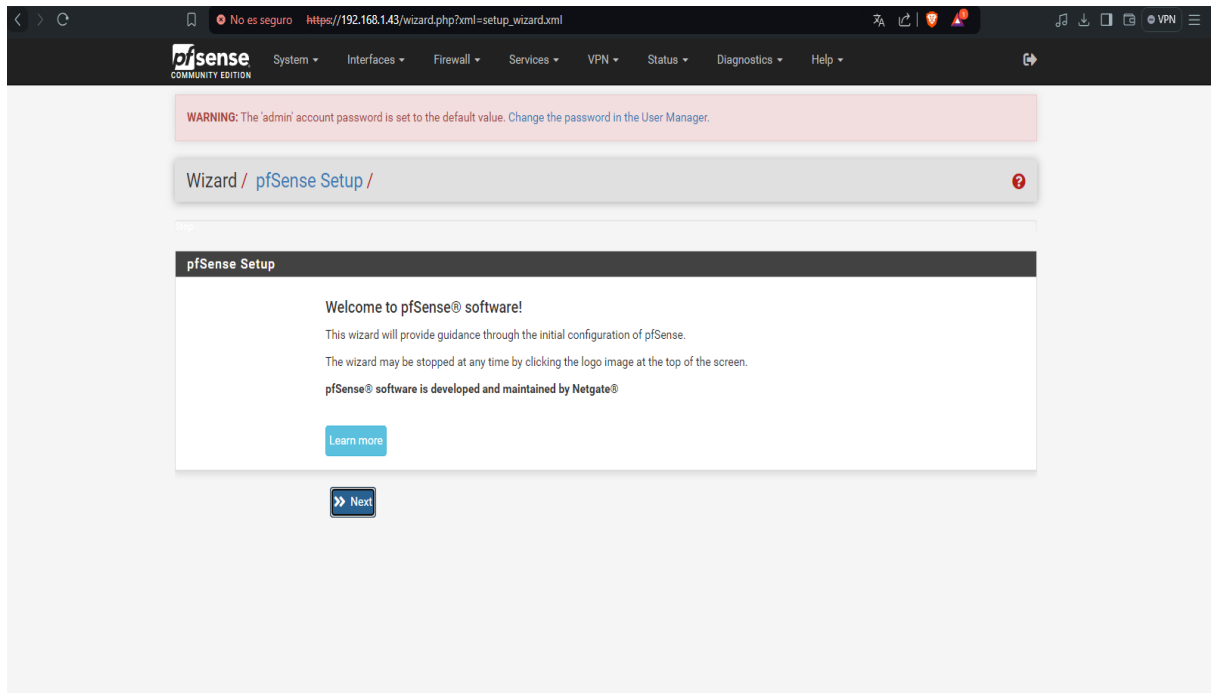 No es seguro https://192.168.1.43/wizard.php?xml=setup_wizard.xml VPN
pfsense System Interfaces Firewall Services VPN Status Diagnostics Help
COMMUNITY EDITION
WARNING: The 'admin' account password is set to the default value. Change the password in the User Manager.
Wizard / pfSense Setup /
pfSense Setup
Welcome to pfSense® software!
This wizard will provide guidance through the initial configuration of pfSense.
The wizard may be stopped at any time by clicking the logo image at the top of the screen.
pfSense® software is developed and maintained by Netgate®
Learn more
Next